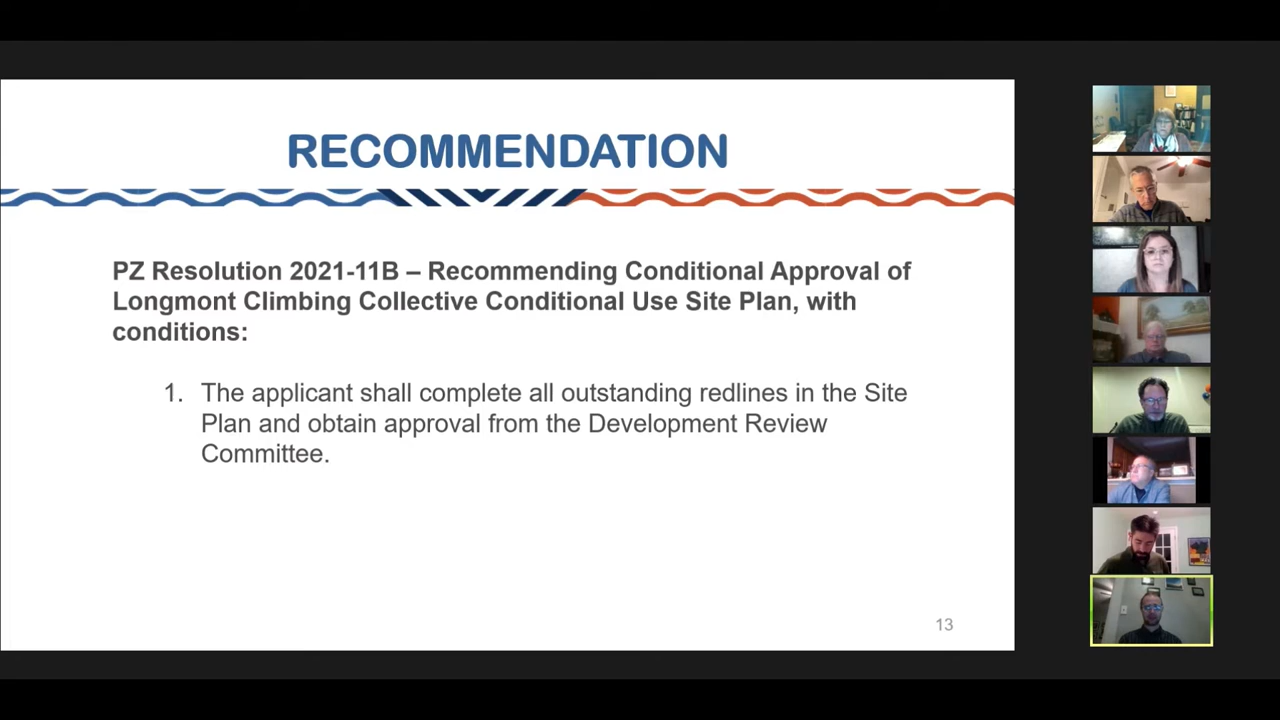 RECOMMENDATION
PZ Resolution 2021-11B – Recommending Conditional Approval of
Longmont Climbing Collective Conditional Use Site Plan, with
conditions:
1. The applicant shall complete all outstanding redlines in the Site
Plan and obtain approval from the Development Review
Committee.
13